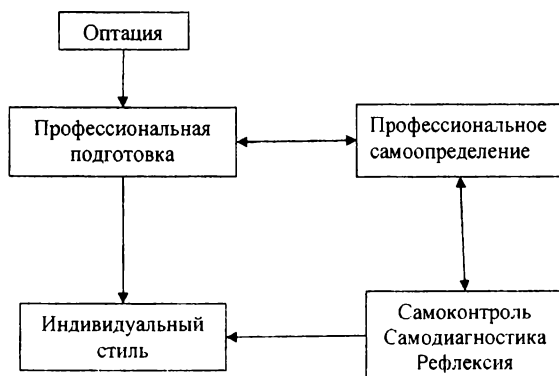 Оптация
Профессиональная
подготовка
Профессиональное
самоопределение
Индивидуальный
стиль
Самоконтроль
Самодиагностика
Рефлексия